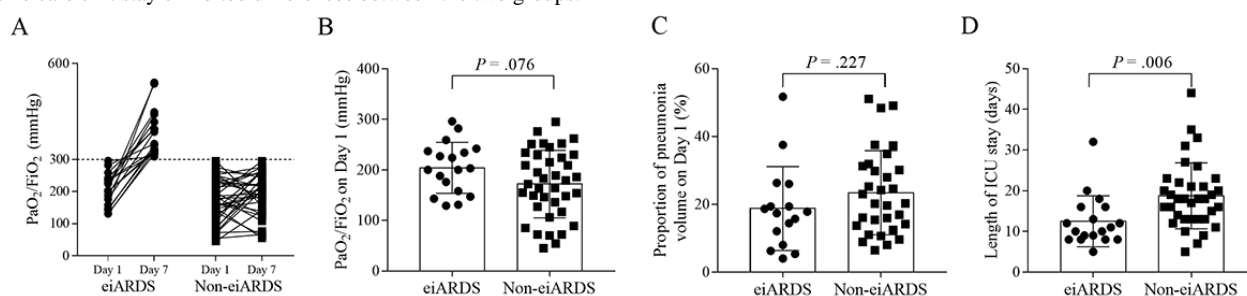 A
B
C
D
PaO2/FiO2 (mmHg)
600
300
200
100
0
Day 1
Day 7
Day 1
Day 7
eiARDS
Non-eiARDS
PaO2/FiO2 on Day 1 (mmHg)
400
300
200
100
0
P = .076
eiARDS
Non-eiARDS
Proportion of pneumonia
volume on Day 1 (%)
60
40
20
0
P = .227
eiARDS
Non-eiARDS
Length of ICU stay (days)
50
40
30
20
10
0
P = .006
eiARDS
Non-eiARDS